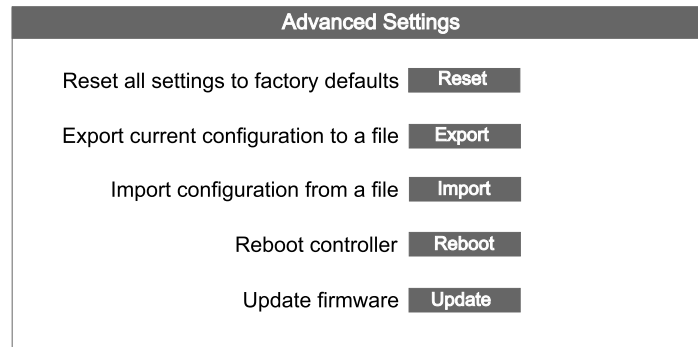 Advanced Settings
Reset all settings to factory defaults Reset
Export current configuration to a file Export
Import configuration from a file Import
Reboot controller Reboot
Update firmware Update